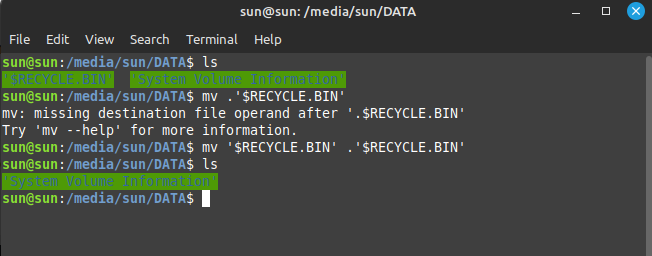 sun@sun: /media/sun/DATA
File Edit View Search Terminal Help
sun@sun:/media/sun/DATA$ ls
'$RECYCLE.BIN'  'System Volume Information'
sun@sun:/media/sun/DATA$ mv .'$RECYCLE.BIN'
mv: missing destination file operand after '.$RECYCLE.BIN'
Try 'mv --help' for more information.
sun@sun:/media/sun/DATA$ mv '$RECYCLE.BIN' .'$RECYCLE.BIN'
sun@sun:/media/sun/DATA$ ls
'System Volume Information'
sun@sun:/media/sun/DATA$